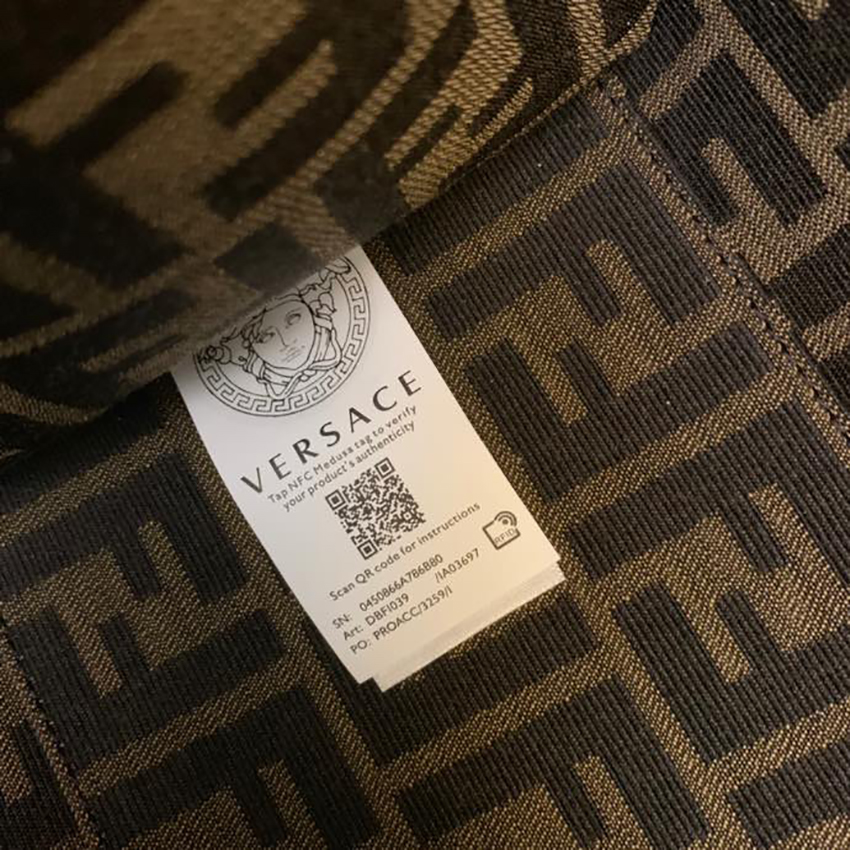 VERSACE
Tap NFC Medusa tag to verify
your product's authenticity
Scan QR code for instructions
RFID
SN: 0450866A7B6B80
Art: DBFI039 /IA03697
PO: PROACC/3259/I